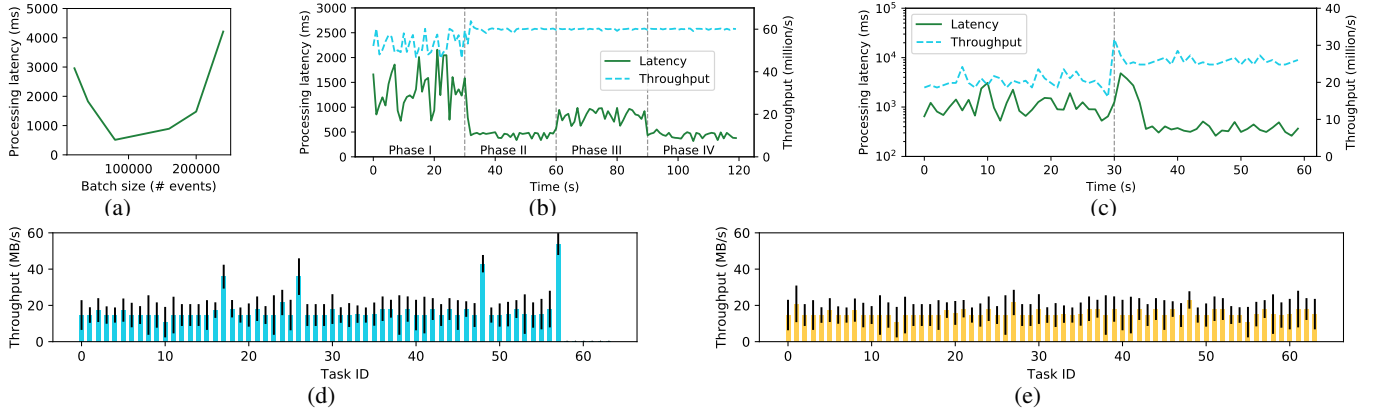 Processing latency (ms)
5000
4000
3000
2000
1000
0
100000 200000
Batch size (# events)
(a)
Processing latency (ms)
3000
2500
2000
1500
1000
500
0
Latency
Throughput
Phase I Phase II Phase III Phase IV
0 20 40 60 80 100 120
Time (s)
60
40
20
0
Throughput (million/s)
(b)
Processing latency (ms)
10^5
10^4
10^3
10^2
Latency
Throughput
0 10 20 30 40 50 60
Time (s)
40
30
20
10
0
Throughput (million/s)
(c)
Throughput (MB/s)
60
40
20
0
0 10 20 30 40 50 60
Task ID
(d)
Throughput (MB/s)
60
40
20
0
0 10 20 30 40 50 60
Task ID
(e)